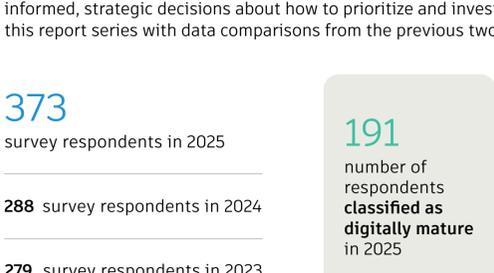 informed, strategic decisions about how to prioritize and inves
this report series with data comparisons from the previous two
373
survey respondents in 2025
288 survey respondents in 2024
279 survey respondents in 2023
191
number of
respondents
classified as
digitally mature
in 2025